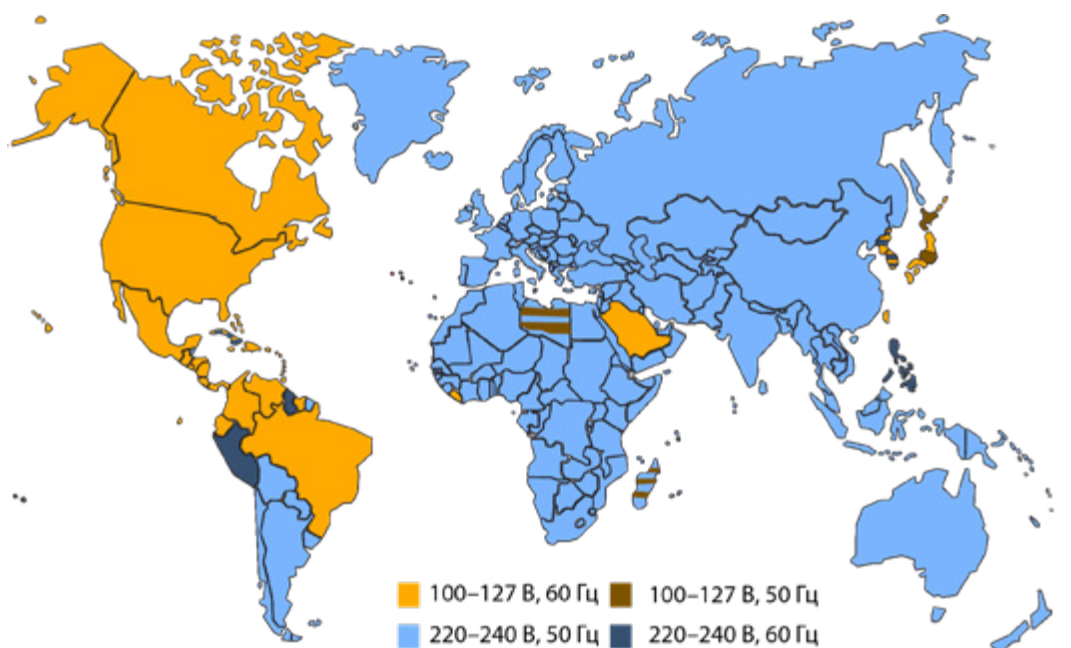 100–127 В, 60 Гц
100–127 В, 50 Гц
220–240 В, 50 Гц
220–240 В, 60 Гц